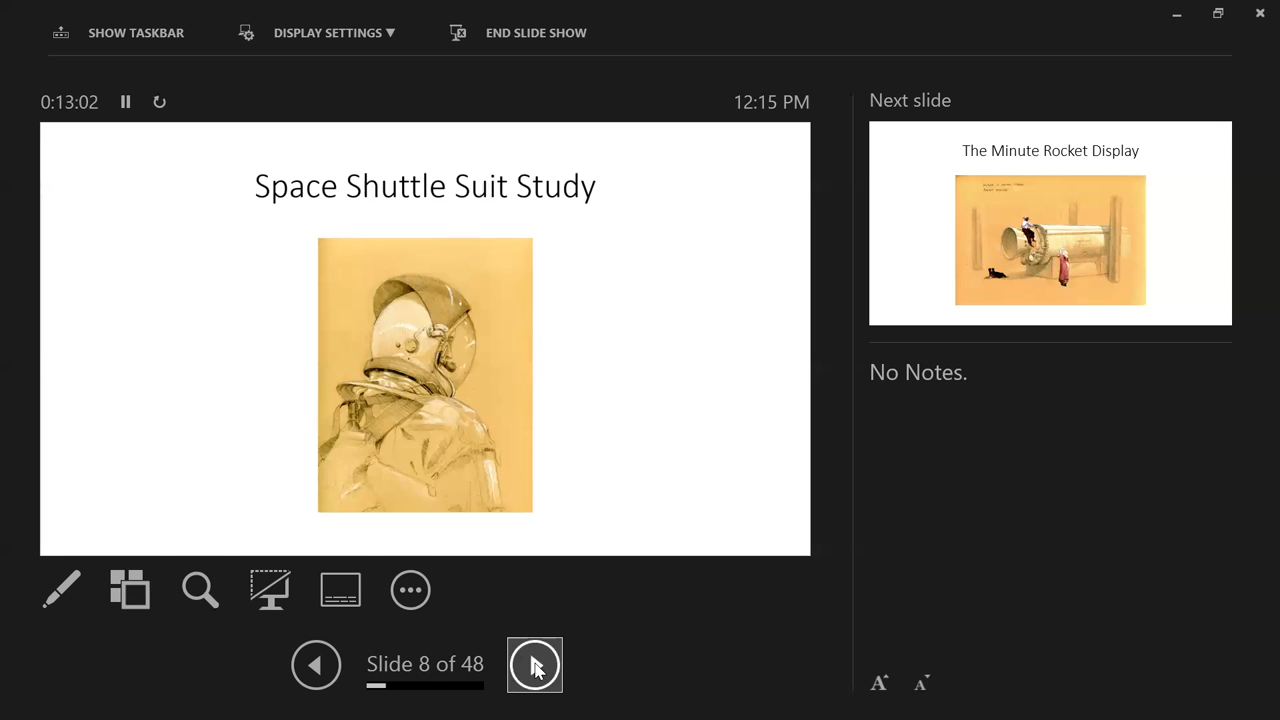 SHOW TASKBAR
DISPLAY SETTINGS ▼
END SLIDE SHOW
0:13:02
12:15 PM
Space Shuttle Suit Study
Slide 8 of 48
Next slide
The Minute Rocket Display
No Notes.
A A